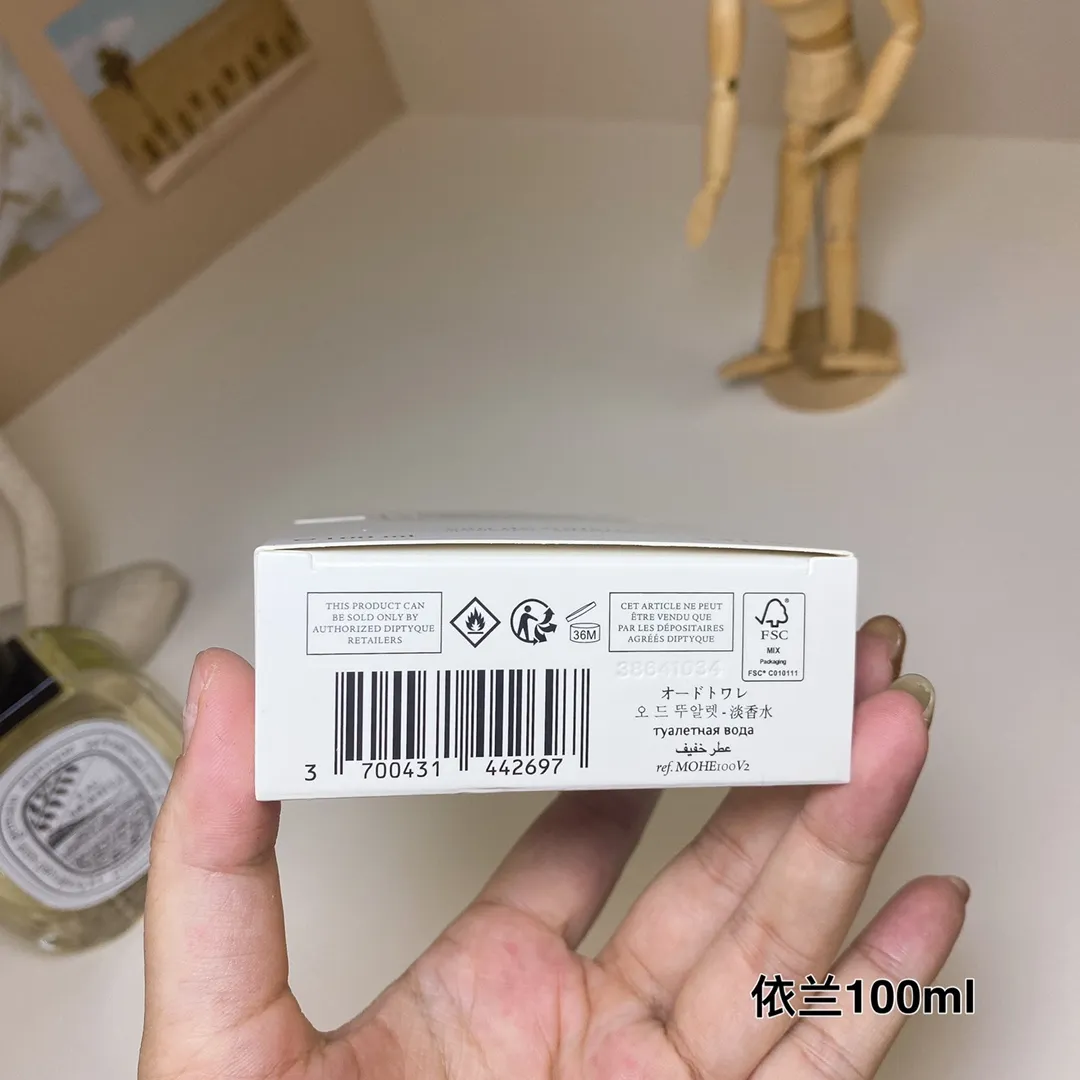 100 ml
THIS PRODUCT CAN
BE SOLD ONLY BY
AUTHORIZED DIPTYQUE
RETAILERS
36M
CET ARTICLE NE PEUT
ÊTRE VENDU QUE
PAR LES DÉPOSITAIRES
AGRÉÉS DIPTYQUE
FSC®
MIX
Packaging
FSC® C010111
38641034
オードトワレ
오 드 뚜알렛 - 淡香水
туалетная вода
عطر خفيف
ref. MOHE100V2
3 700431 442697
依兰100ml